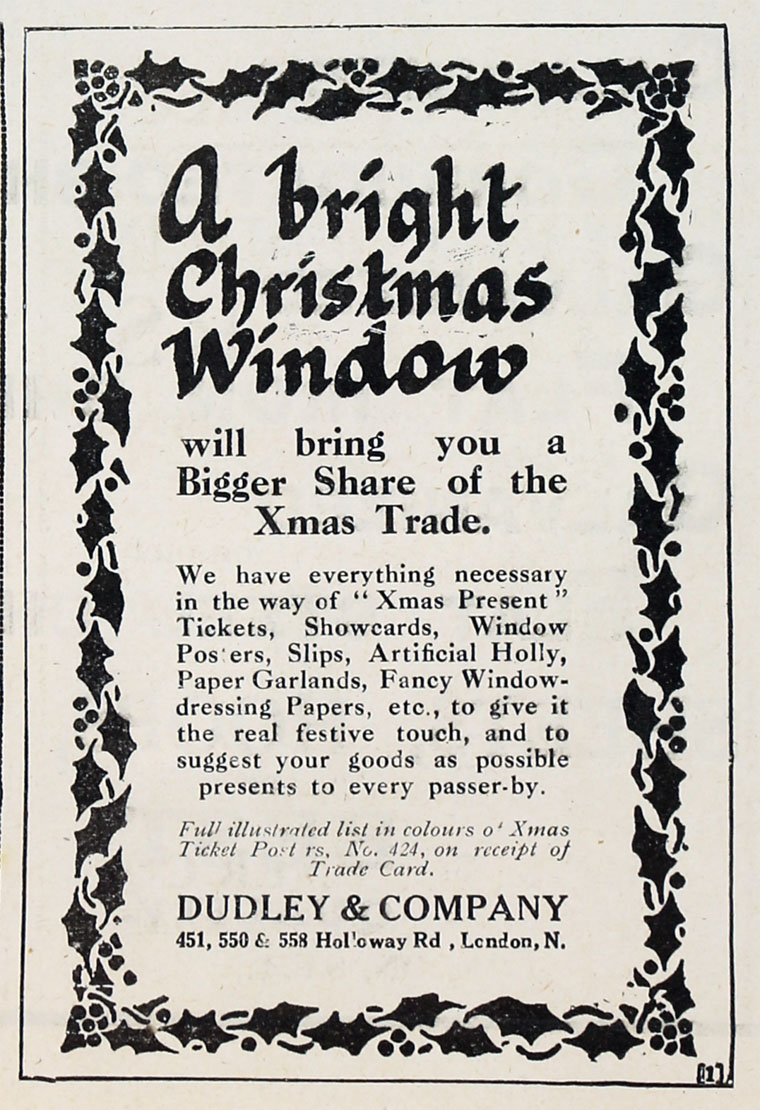 A bright
Christmas
Window
will bring you a
Bigger Share of the
Xmas Trade.
We have everything necessary
in the way of "Xmas Present"
Tickets, Showcards, Window
Posters, Slips, Artificial Holly,
Paper Garlands, Fancy Window-
dressing Papers, etc., to give it
the real festive touch, and to
suggest your goods as possible
presents to every passer-by.
Full illustrated list in colours of Xmas
Ticket Posters, No. 424, on receipt of
Trade Card.
DUDLEY & COMPANY
451, 550 & 558 Holloway Rd, London, N.
[1]